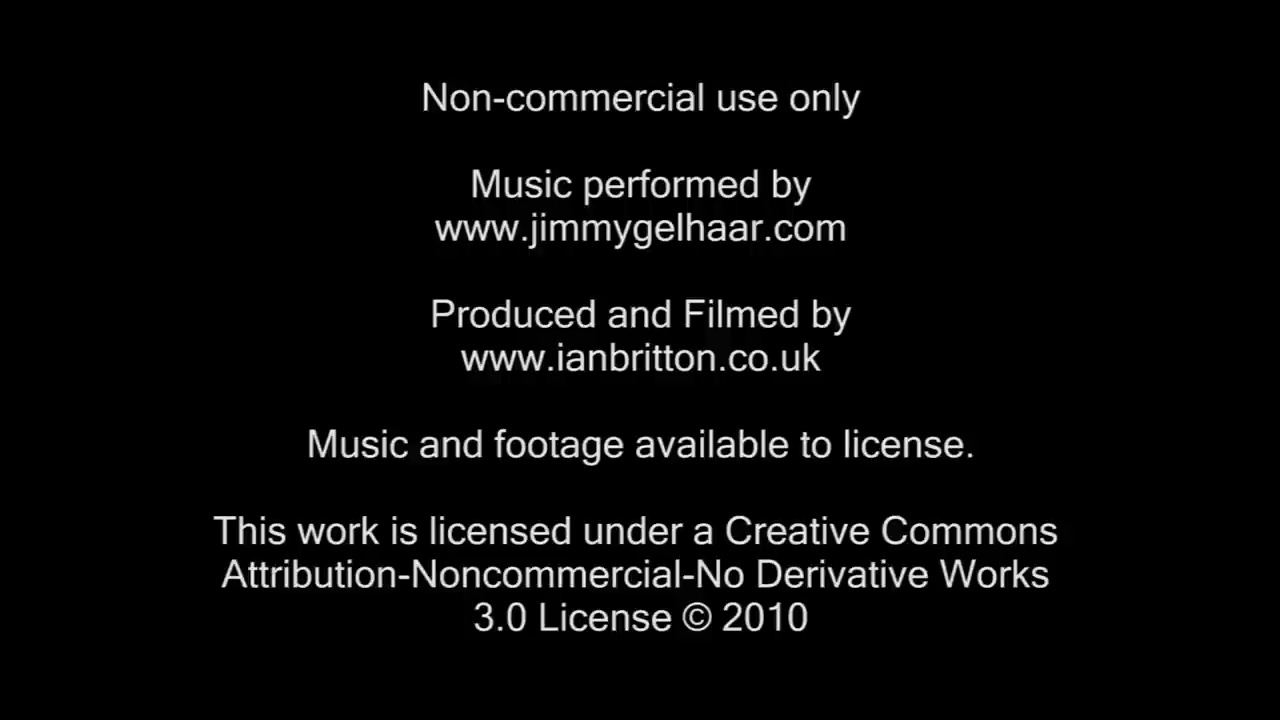 Non-commercial use only
Music performed by
www.jimmygelhaar.com
Produced and Filmed by
www.ianbritton.co.uk
Music and footage available to license.
This work is licensed under a Creative Commons
Attribution-Noncommercial-No Derivative Works
3.0 License © 2010